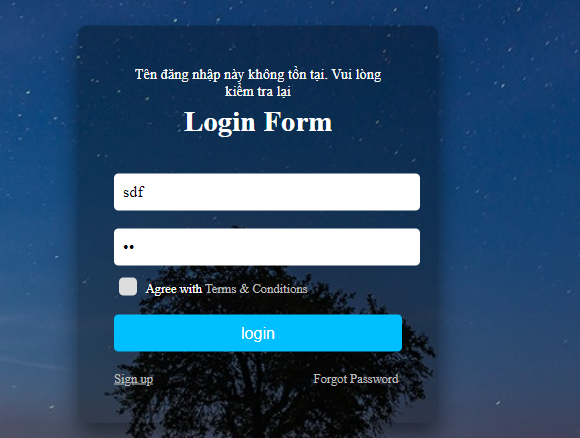 Tên đăng nhập này không tồn tại. Vui lòng
kiểm tra lại
Login Form
sdf
••
Agree with Terms & Conditions
login
Sign up
Forgot Password